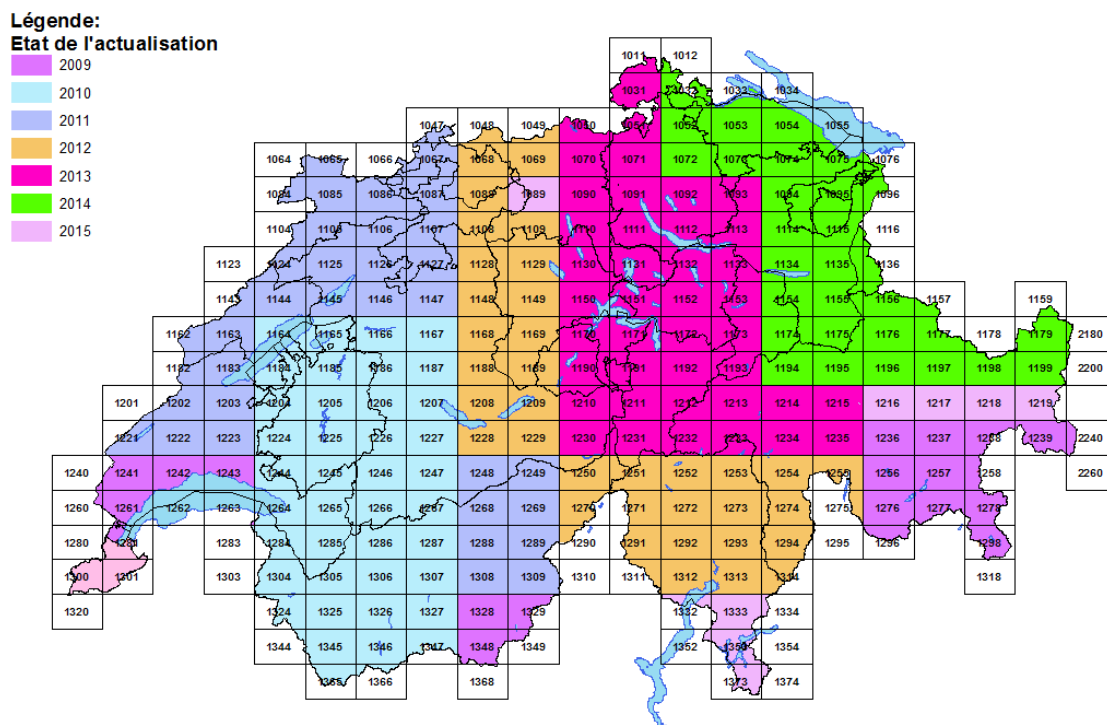 Légende:
Etat de l'actualisation
2009
2010
2011
2012
2013
2014
2015
1011 1012
1031 1032 1033 1034
1047 1048 1049 1050 1051 1052 1053 1054 1055
1064 1065 1066 1067 1068 1069 1070 1071 1072 1073 1074 1075 1076
1084 1085 1086 1087 1088 1089 1090 1091 1092 1093 1094 1095 1096
1104 1105 1106 1107 1108 1109 1110 1111 1112 1113 1114 1115 1116
1123 1124 1125 1126 1127 1128 1129 1130 1131 1132 1133 1134 1135 1136
1143 1144 1145 1146 1147 1148 1149 1150 1151 1152 1153 1154 1155 1156 1157 1159
1162 1163 1164 1165 1166 1167 1168 1169 1170 1171 1172 1173 1174 1175 1176 1177 1178 1179 2180
1182 1183 1184 1185 1186 1187 1188 1189 1190 1191 1192 1193 1194 1195 1196 1197 1198 1199 2200
1201 1202 1203 1204 1205 1206 1207 1208 1209 1210 1211 1212 1213 1214 1215 1216 1217 1218 1219
1221 1222 1223 1224 1225 1226 1227 1228 1229 1230 1231 1232 1233 1234 1235 1236 1237 1238 1239 2240
1240 1241 1242 1243 1244 1245 1246 1247 1248 1249 1250 1251 1252 1253 1254 1255 1256 1257 1258 2260
1260 1261 1262 1263 1264 1265 1266 1267 1268 1269 1270 1271 1272 1273 1274 1275 1276 1277 1278
1280 1281 1283 1284 1285 1286 1287 1288 1289 1290 1291 1292 1293 1294 1295 1296 1298
1300 1301 1303 1304 1305 1306 1307 1308 1309 1310 1311 1312 1313 1314 1318
1320 1324 1325 1326 1327 1328 1329 1332 1333 1334
1344 1345 1346 1347 1348 1349 1352 1353 1354
1365 1366 1368 1373 1374